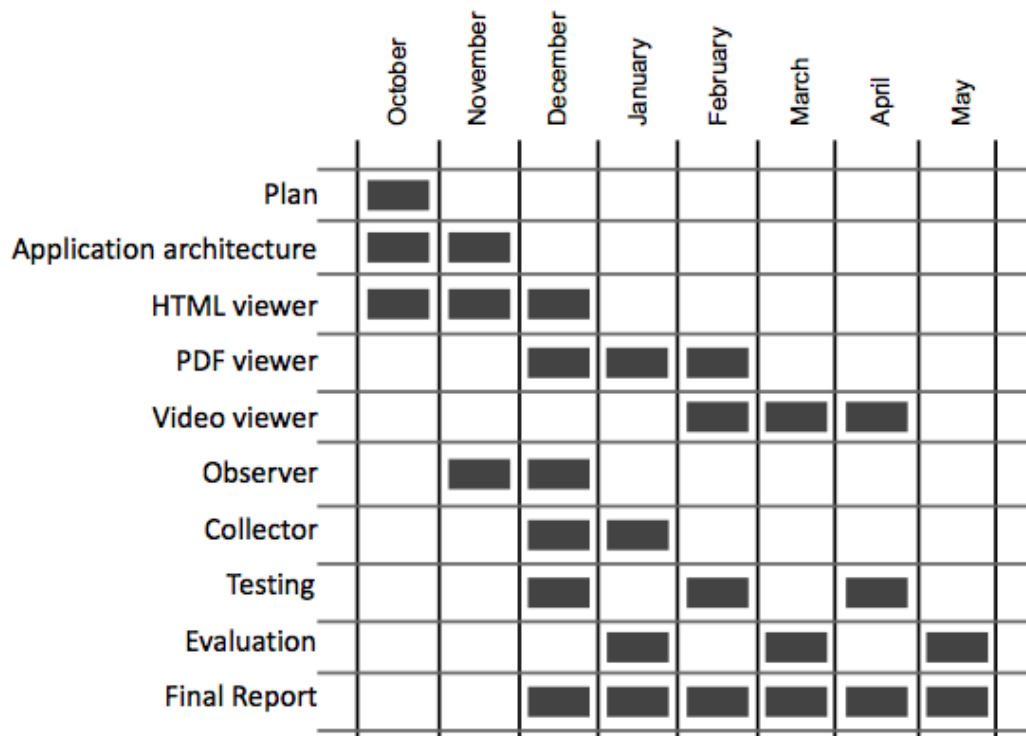 October
November
December
January
February
March
April
May
Plan
Application architecture
HTML viewer
PDF viewer
Video viewer
Observer
Collector
Testing
Evaluation
Final Report